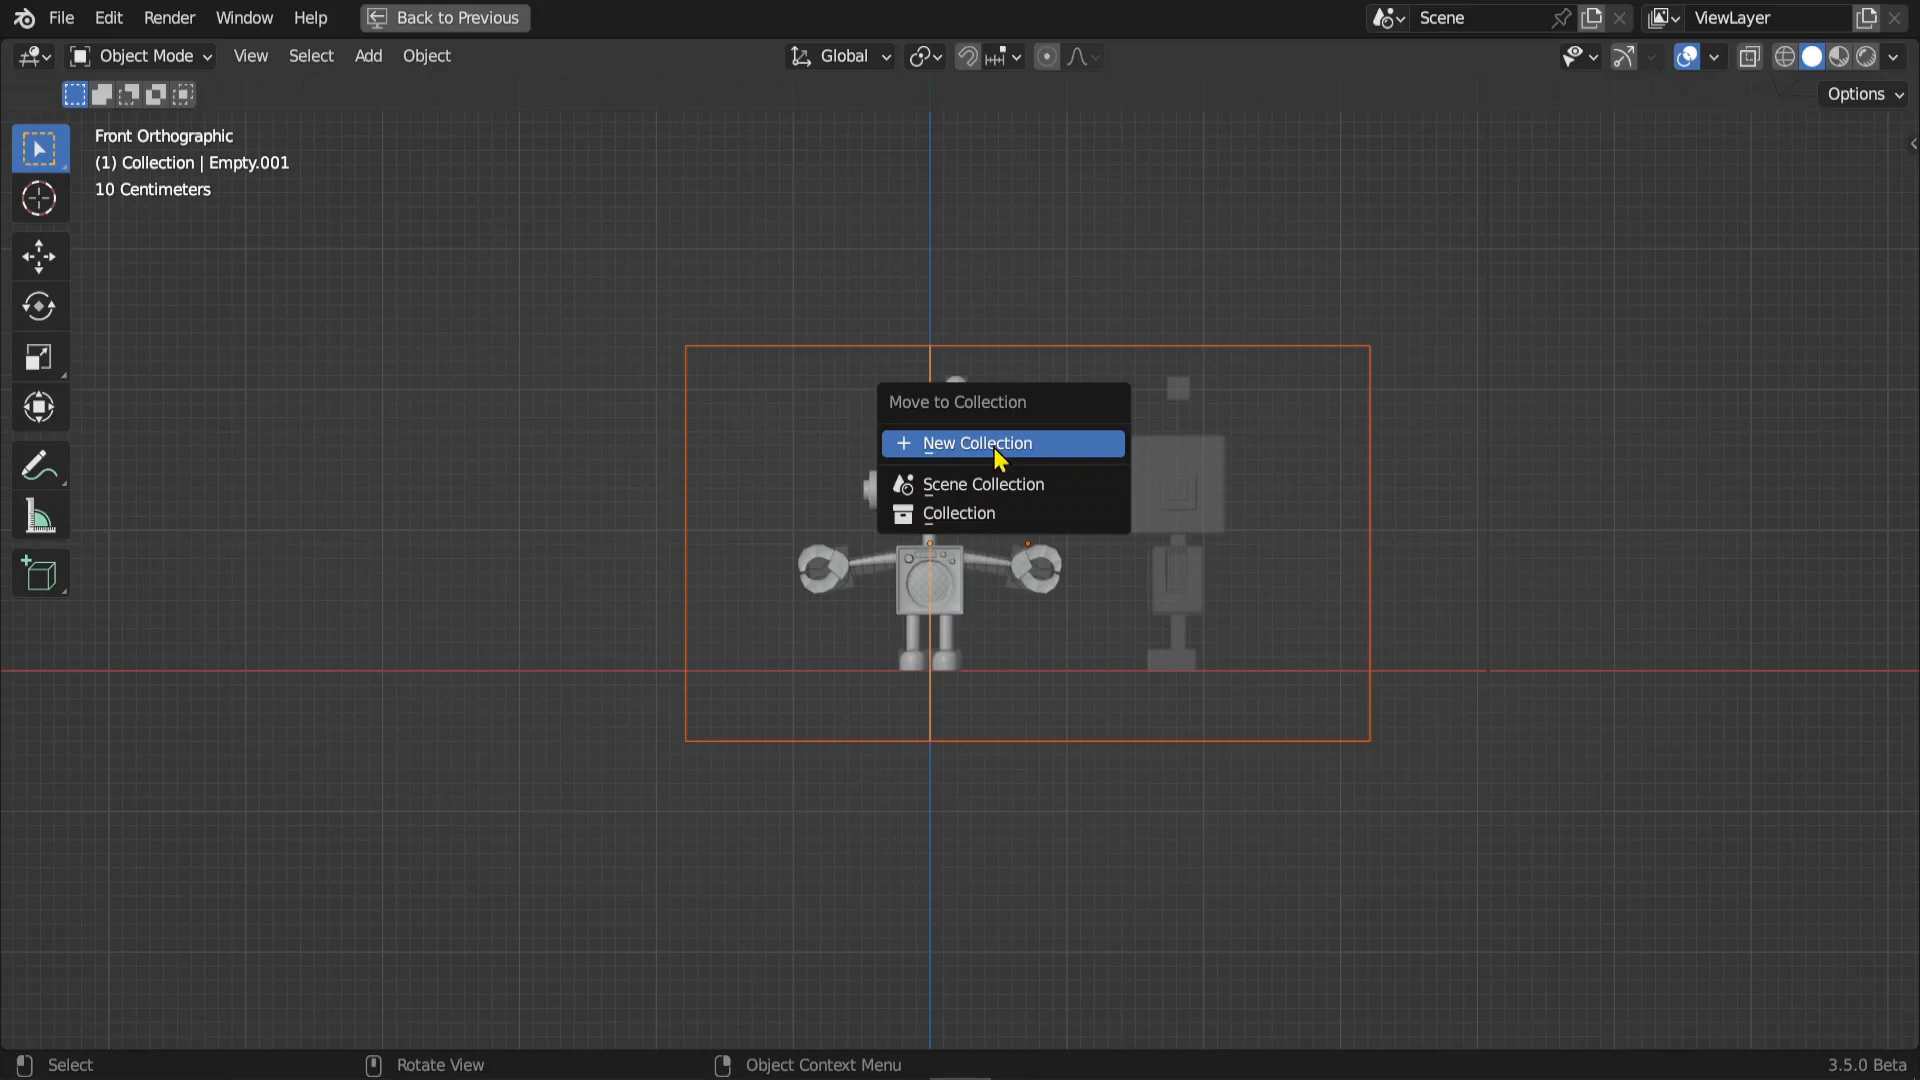 File Edit Render Window Help Back to Previous Scene ViewLayer
Object Mode View Select Add Object Global
Options
Front Orthographic
(1) Collection | Empty.001
10 Centimeters
Move to Collection
New Collection
Scene Collection
Collection
Select Rotate View Object Context Menu 3.5.0 Beta